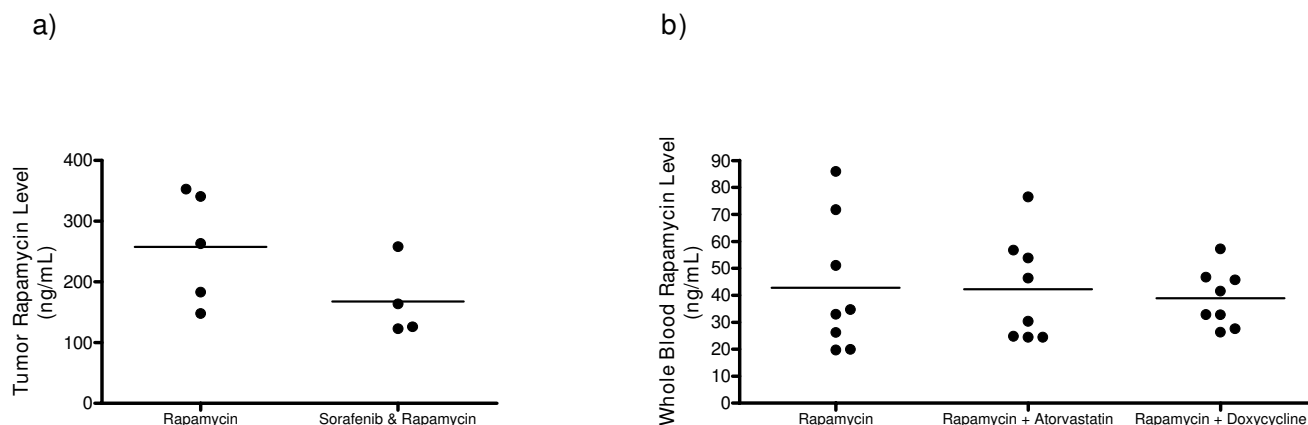 a)
b)
Tumor Rapamycin Level
(ng/mL)
400
300
200
100
0
Rapamycin
Sorafenib & Rapamycin
Whole Blood Rapamycin Level
(ng/mL)
90
80
70
60
50
40
30
20
10
0
Rapamycin
Rapamycin + Atorvastatin
Rapamycin + Doxycycline